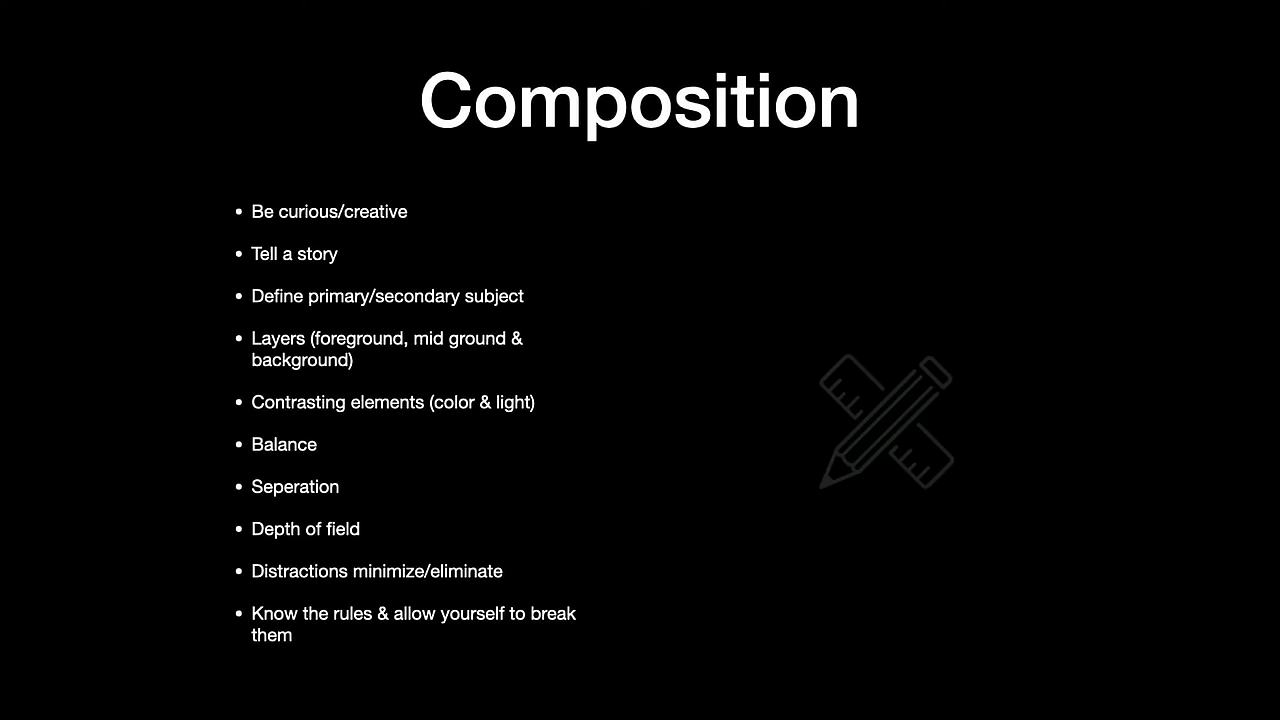 Composition
• Be curious/creative
• Tell a story
• Define primary/secondary subject
• Layers (foreground, mid ground &
background)
• Contrasting elements (color & light)
• Balance
• Seperation
• Depth of field
• Distractions minimize/eliminate
• Know the rules & allow yourself to break
them